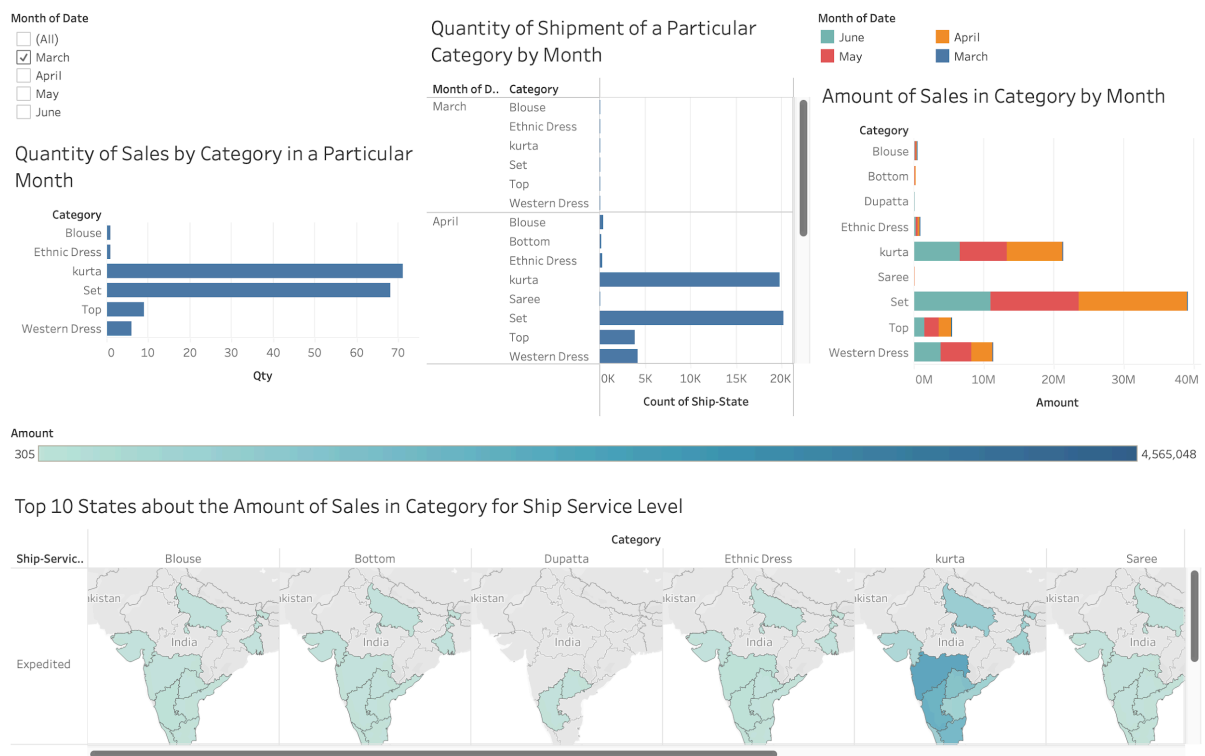 Month of Date
(All)
March
April
May
June
Quantity of Sales by Category in a Particular
Month
Category
Blouse
Ethnic Dress
kurta
Set
Top
Western Dress
0 10 20 30 40 50 60 70
Qty
Quantity of Shipment of a Particular
Category by Month
Month of D.. Category
March Blouse
Ethnic Dress
kurta
Set
Top
Western Dress
April Blouse
Bottom
Ethnic Dress
kurta
Saree
Set
Top
Western Dress
0K 5K 10K 15K 20K
Count of Ship-State
Month of Date
June April
May March
Amount of Sales in Category by Month
Category
Blouse
Bottom
Dupatta
Ethnic Dress
kurta
Saree
Set
Top
Western Dress
0M 10M 20M 30M 40M
Amount
Amount
305 4,565,048
Top 10 States about the Amount of Sales in Category for Ship Service Level
Category
Ship-Servic.. Blouse Bottom Dupatta Ethnic Dress kurta Saree
kistan kistan kistan kistan kistan kistan
India India India India India India
Expedited